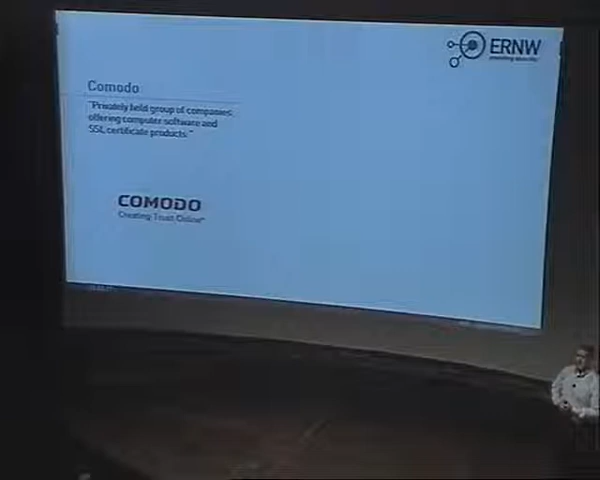 ERNW
Comodo
"Privately held group of companies,
offering computer software and
SSL certificate products."
COMODO
Creating Trust Online